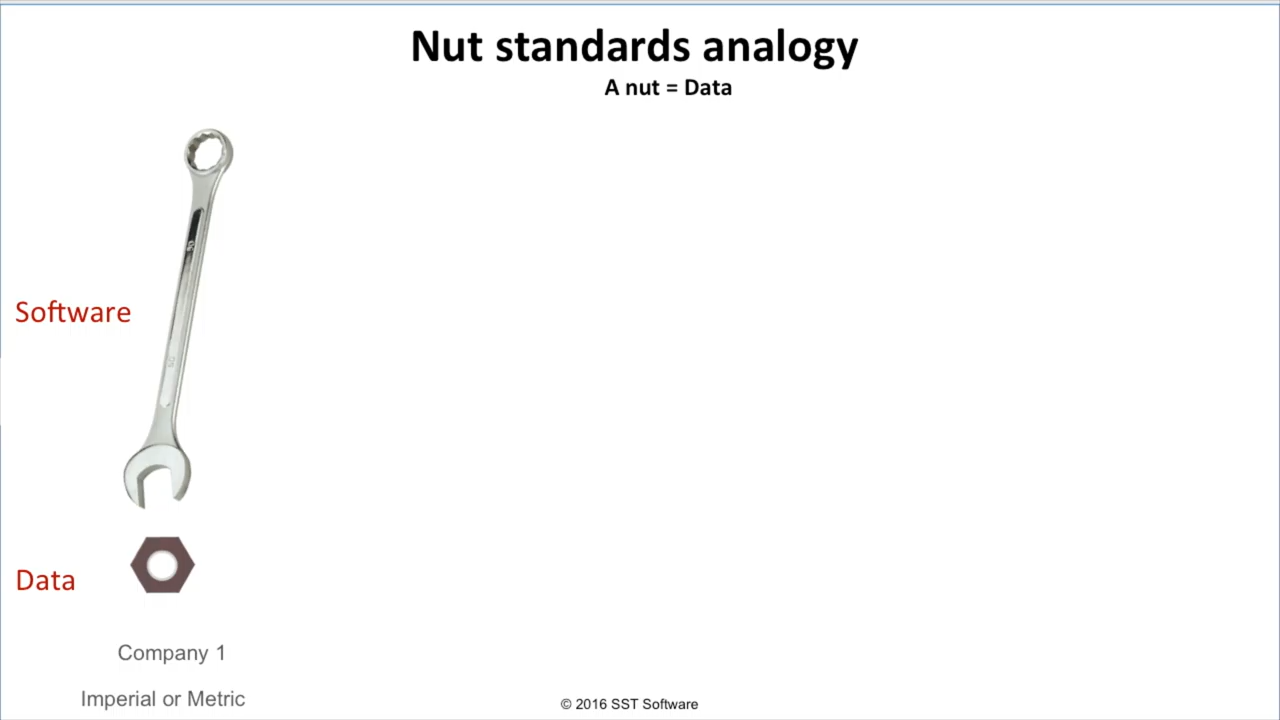 Nut standards analogy
A nut = Data
Software
Data
Company 1
Imperial or Metric
© 2016 SST Software